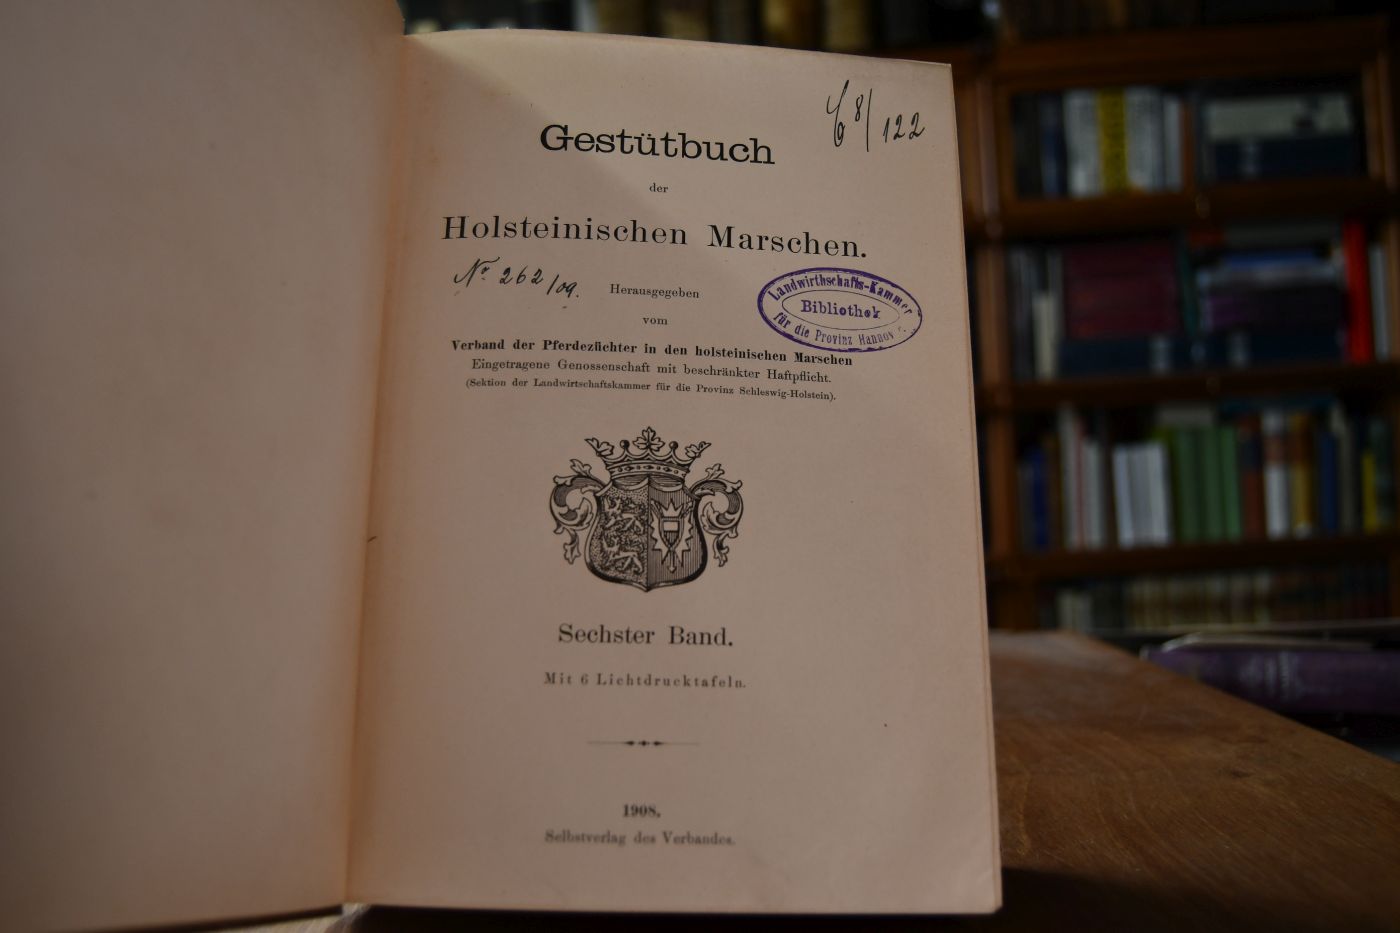 C 8/122
Gestütbuch
der
Holsteinischen Marschen.
No. 262/09.
Herausgegeben
vom
Landwirthschafts-Kammer
Bibliothek
für die Provinz
Verband der Pferdezüchter in den holsteinischen Marschen
Eingetragene Genossenschaft mit beschränkter Haftpflicht.
(Sektion der Landwirtschaftskammer für die Provinz Schleswig-Holstein).
Sechster Band.
Mit 6 Lichtdrucktafeln.
1908.
Selbstverlag des Verbandes.